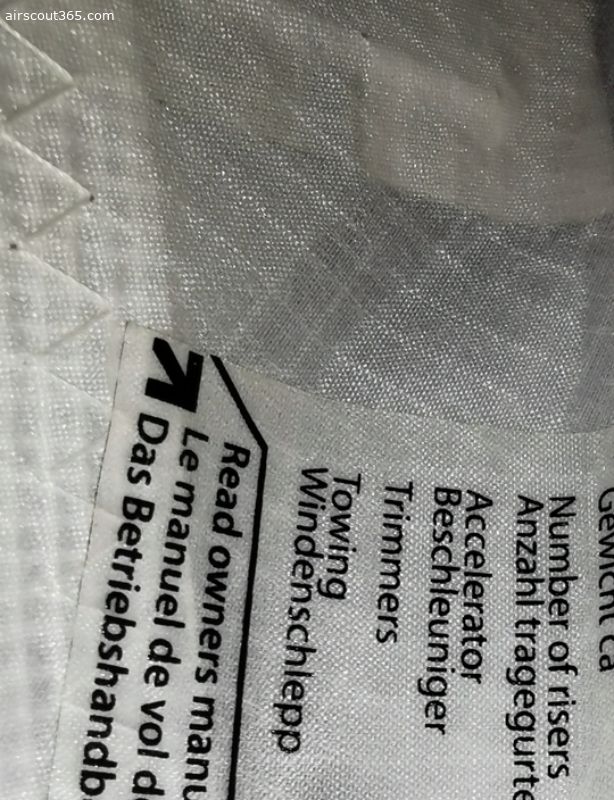 airscout365.com
Gewicht ca
Number of risers
Anzahl tragegurte
Accelerator
Beschleuniger
Trimmers
Towing
Windenschlepp
Read owners manu
Le manuel de vol d
Das Betriebshandb